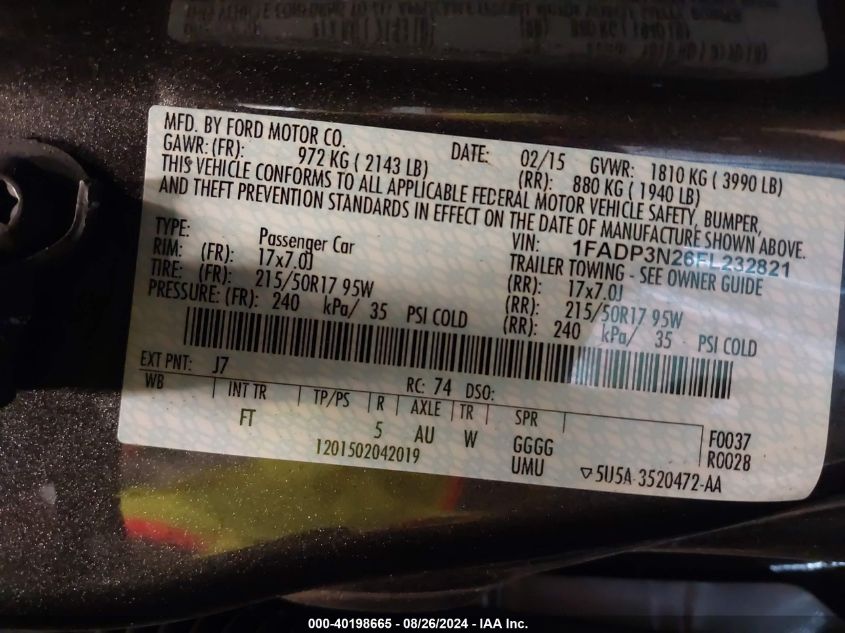 MFD. BY FORD MOTOR CO.
DATE: 02/15 GVWR: 1810 KG ( 3990 LB)
GAWR: (FR): 972 KG ( 2143 LB) (RR): 880 KG ( 1940 LB)
THIS VEHICLE CONFORMS TO ALL APPLICABLE FEDERAL MOTOR VEHICLE SAFETY, BUMPER,
AND THEFT PREVENTION STANDARDS IN EFFECT ON THE DATE OF MANUFACTURE SHOWN ABOVE.
VIN: 1FADP3N26FL232821
TYPE: Passenger Car TRAILER TOWING - SEE OWNER GUIDE
RIM: (FR): 17x7.0J (RR): 17x7.0J
TIRE: (FR): 215/50R17 95W (RR): 215/50R17 95W
PRESSURE: (FR): 240 kPa/ 35 PSI COLD (RR): 240 kPa/ 35 PSI COLD
EXT PNT: J7 RC: 74 DSO:
WB INT TR TP/PS R AXLE TR SPR
FT 5 AU W GGGG F0037
1201502042019 UMU R0028
5U5A-3520472-AA
000-40198665 - 08/26/2024 - IAA Inc.